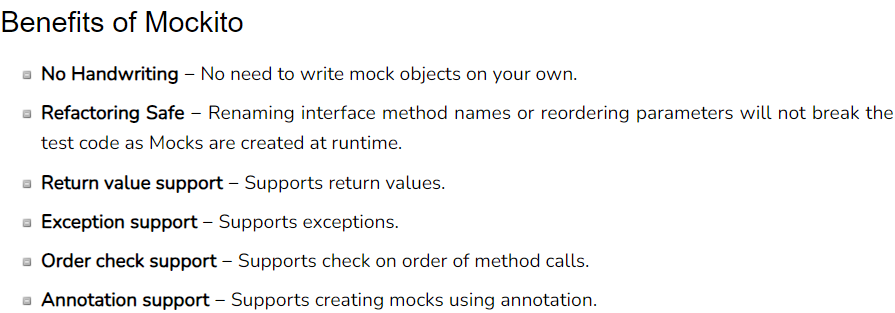 Benefits of Mockito
No Handwriting − No need to write mock objects on your own.
Refactoring Safe − Renaming interface method names or reordering parameters will not break the
test code as Mocks are created at runtime.
Return value support − Supports return values.
Exception support − Supports exceptions.
Order check support − Supports check on order of method calls.
Annotation support − Supports creating mocks using annotation.